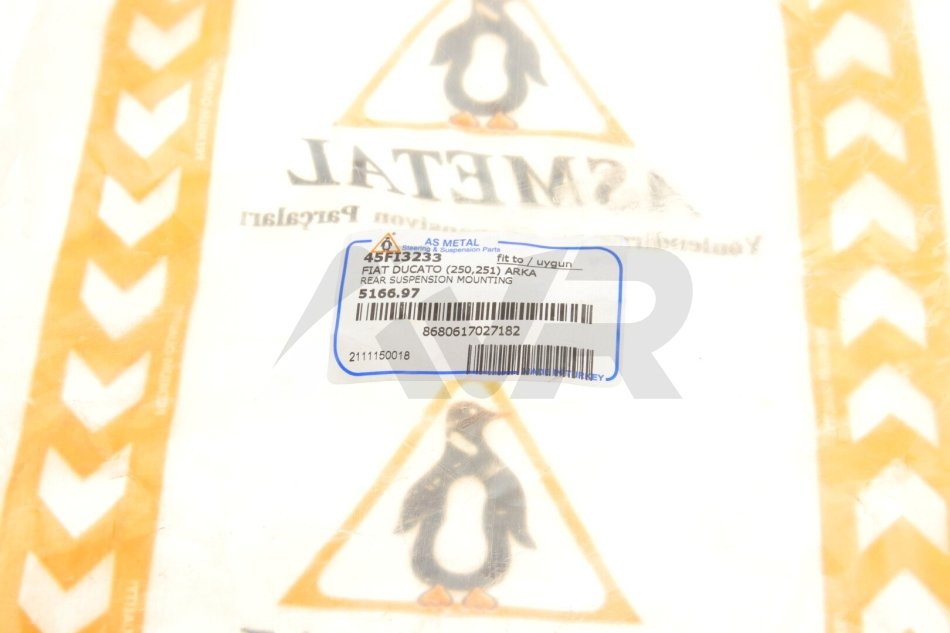 ASMETAL
AS METAL
Steering & Suspension Parts
45FI3233 fit to / uygun
FIAT DUCATO (250,251) ARKA
REAR SUSPENSION MOUNTING
5166.97
8680617027182
2111150018
MADE IN TURKEY
AVR